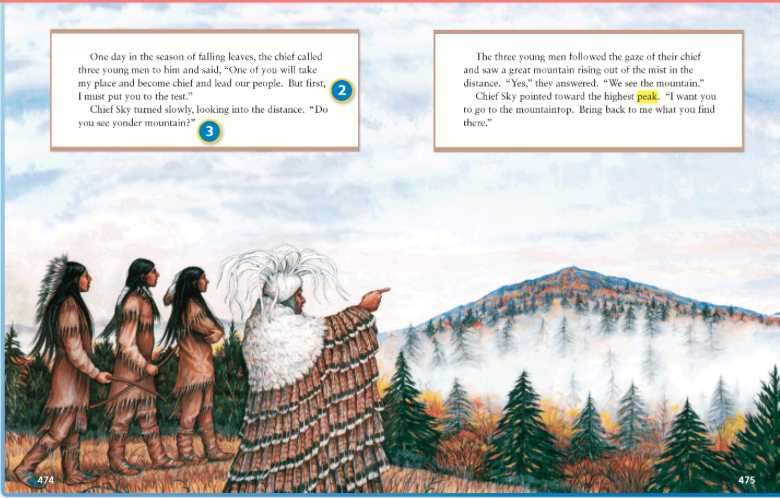 One day in the season of falling leaves, the chief called
three young men to him and said, “One of you will take
my place and become chief and lead our people.  But first,
I must put you to the test.”
2
Chief Sky turned slowly, looking into the distance.  “Do
you see yonder mountain?”
3
The three young men followed the gaze of their chief
and saw a great mountain rising out of the mist in the
distance.  “Yes,” they answered.  “We see the mountain.”
Chief Sky pointed toward the highest peak.  “I want you
to go to the mountaintop.  Bring back to me what you find
there.”
474
475